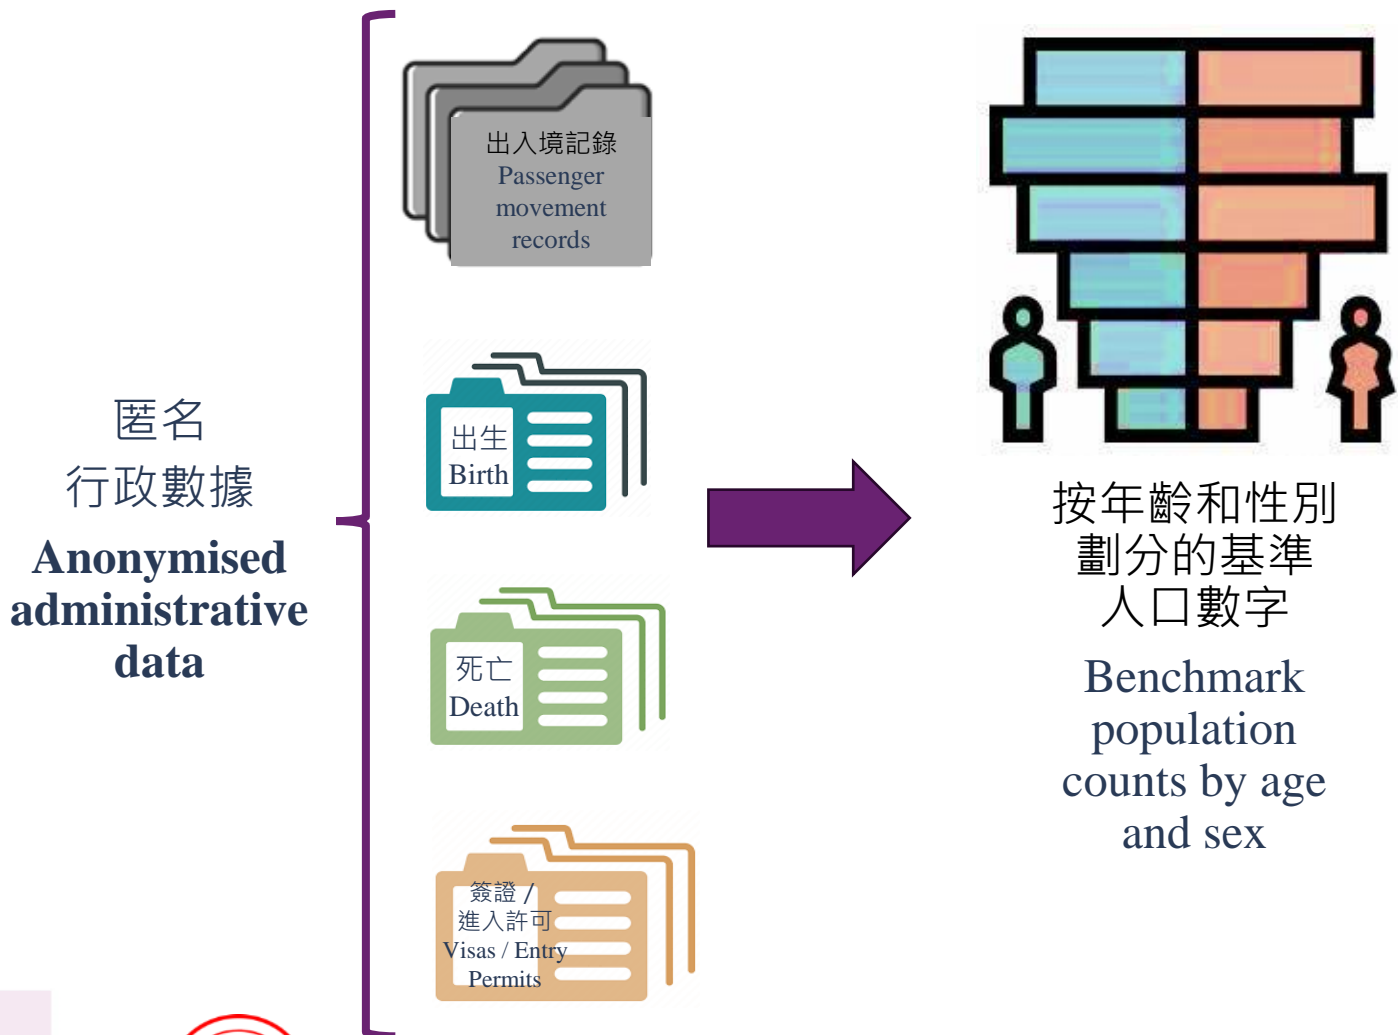 匿名
行政數據
Anonymised
administrative
data
出入境記錄
Passenger
movement
records
出生
Birth
死亡
Death
簽證 /
進入許可
Visas / Entry
Permits
按年齡和性別
劃分的基準
人口數字
Benchmark
population
counts by age
and sex